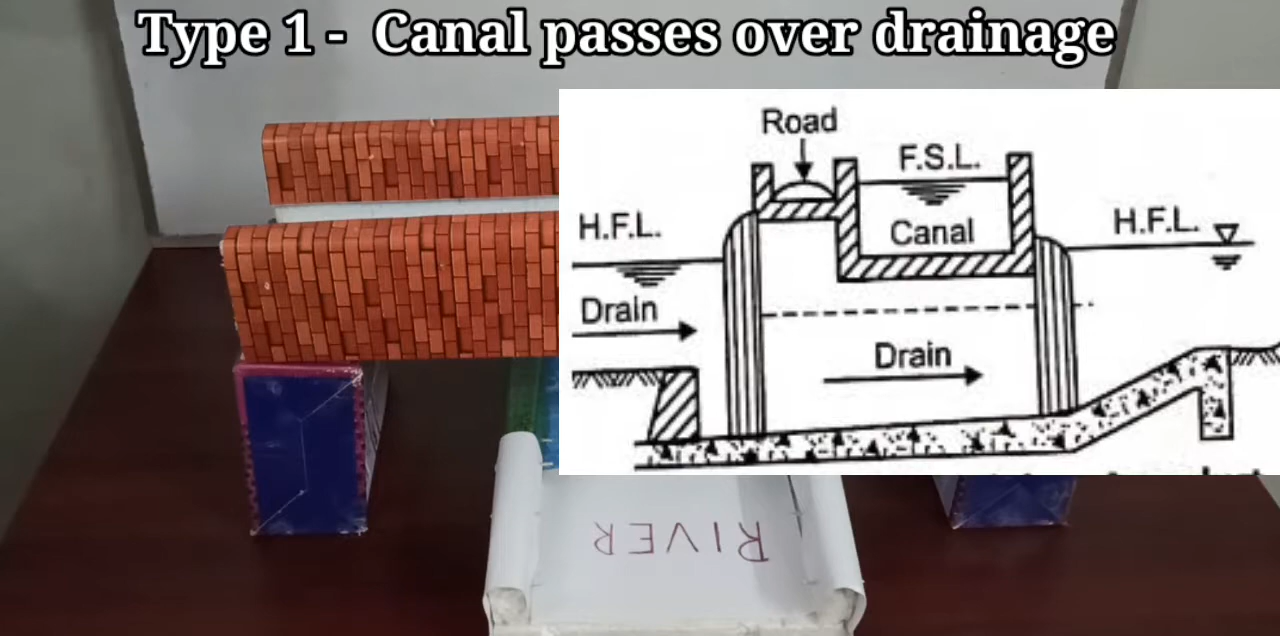 Type 1 - Canal passes over drainage
Road
F.S.L.
H.F.L.
Canal
H.F.L.
Drain
Drain
RIVER